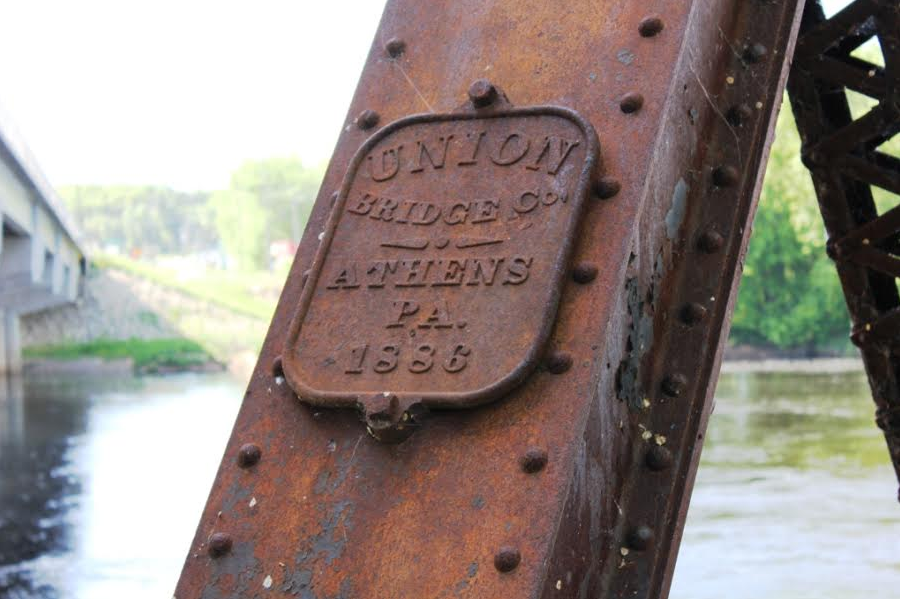 UNION
BRIDGE CO.
ATHENS
PA.
1886